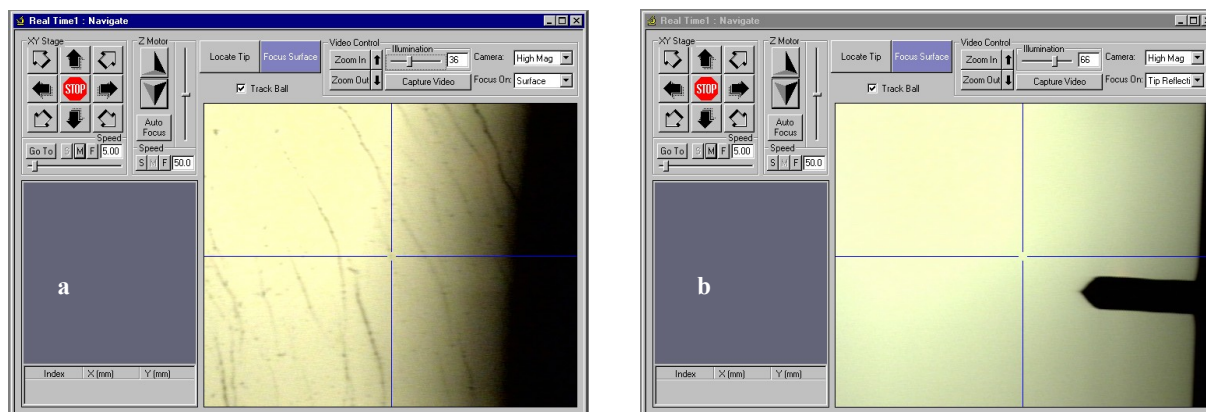 Real Time1 : Navigate
XY Stage
Z Motor
Locate Tip
Focus Surface
Track Ball
Video Control
Zoom In
Zoom Out
Illumination
36
Capture Video
Camera:
High Mag
Focus On:
Surface
STOP
Auto Focus
Speed
Go To
S M F
5.00
Speed
S M F
50.0
a
Index X (mm) Y (mm)
Real Time1 : Navigate
XY Stage
Z Motor
Locate Tip
Focus Surface
Track Ball
Video Control
Zoom In
Zoom Out
Illumination
66
Capture Video
Camera:
High Mag
Focus On:
Tip Reflecti
STOP
Auto Focus
Speed
Go To
S M F
5.00
Speed
S M F
50.0
b
Index X (mm) Y (mm)